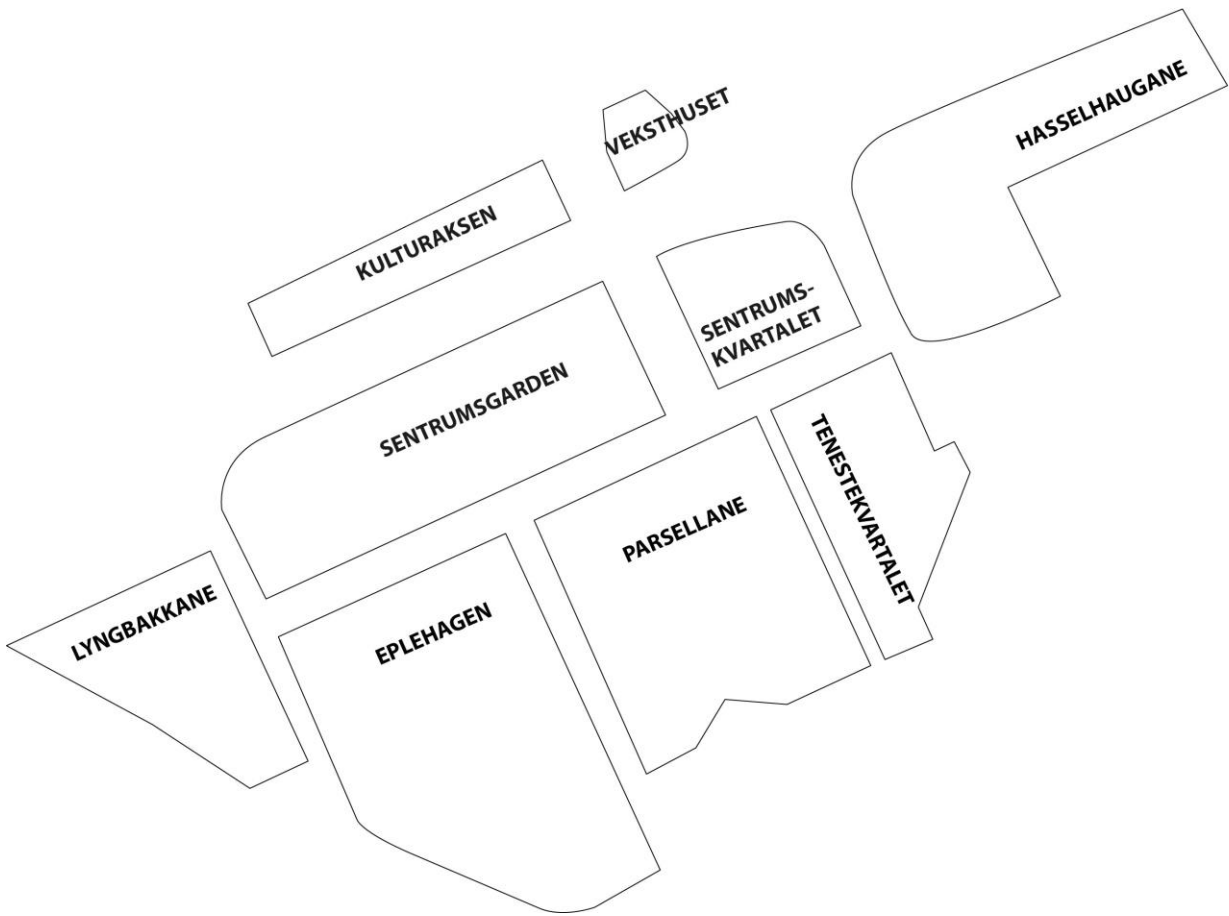 HASSELHAUGANE
VEKSTHUSET
KULTURAKSEN
SENTRUMS-
KVARTALET
SENTRUMSGARDEN
TENESTEKVARTALET
PARSELLANE
LYNGBAKKANE
EPLEHAGEN